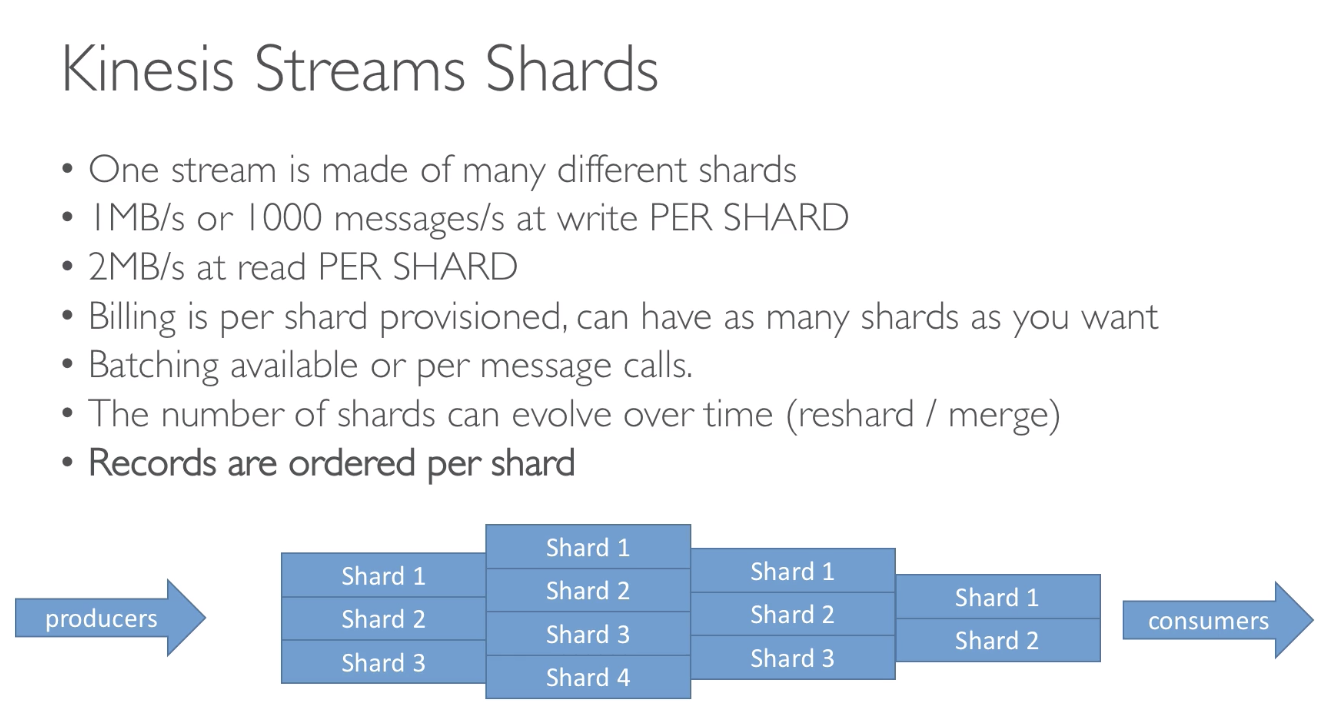 Kinesis Streams Shards
• One stream is made of many different shards
• 1MB/s or 1000 messages/s at write PER SHARD
• 2MB/s at read PER SHARD
• Billing is per shard provisioned, can have as many shards as you want
• Batching available or per message calls.
• The number of shards can evolve over time (reshard / merge)
• Records are ordered per shard
producers
Shard 1
Shard 2
Shard 3
Shard 1
Shard 2
Shard 3
Shard 4
Shard 1
Shard 2
Shard 3
Shard 1
Shard 2
consumers